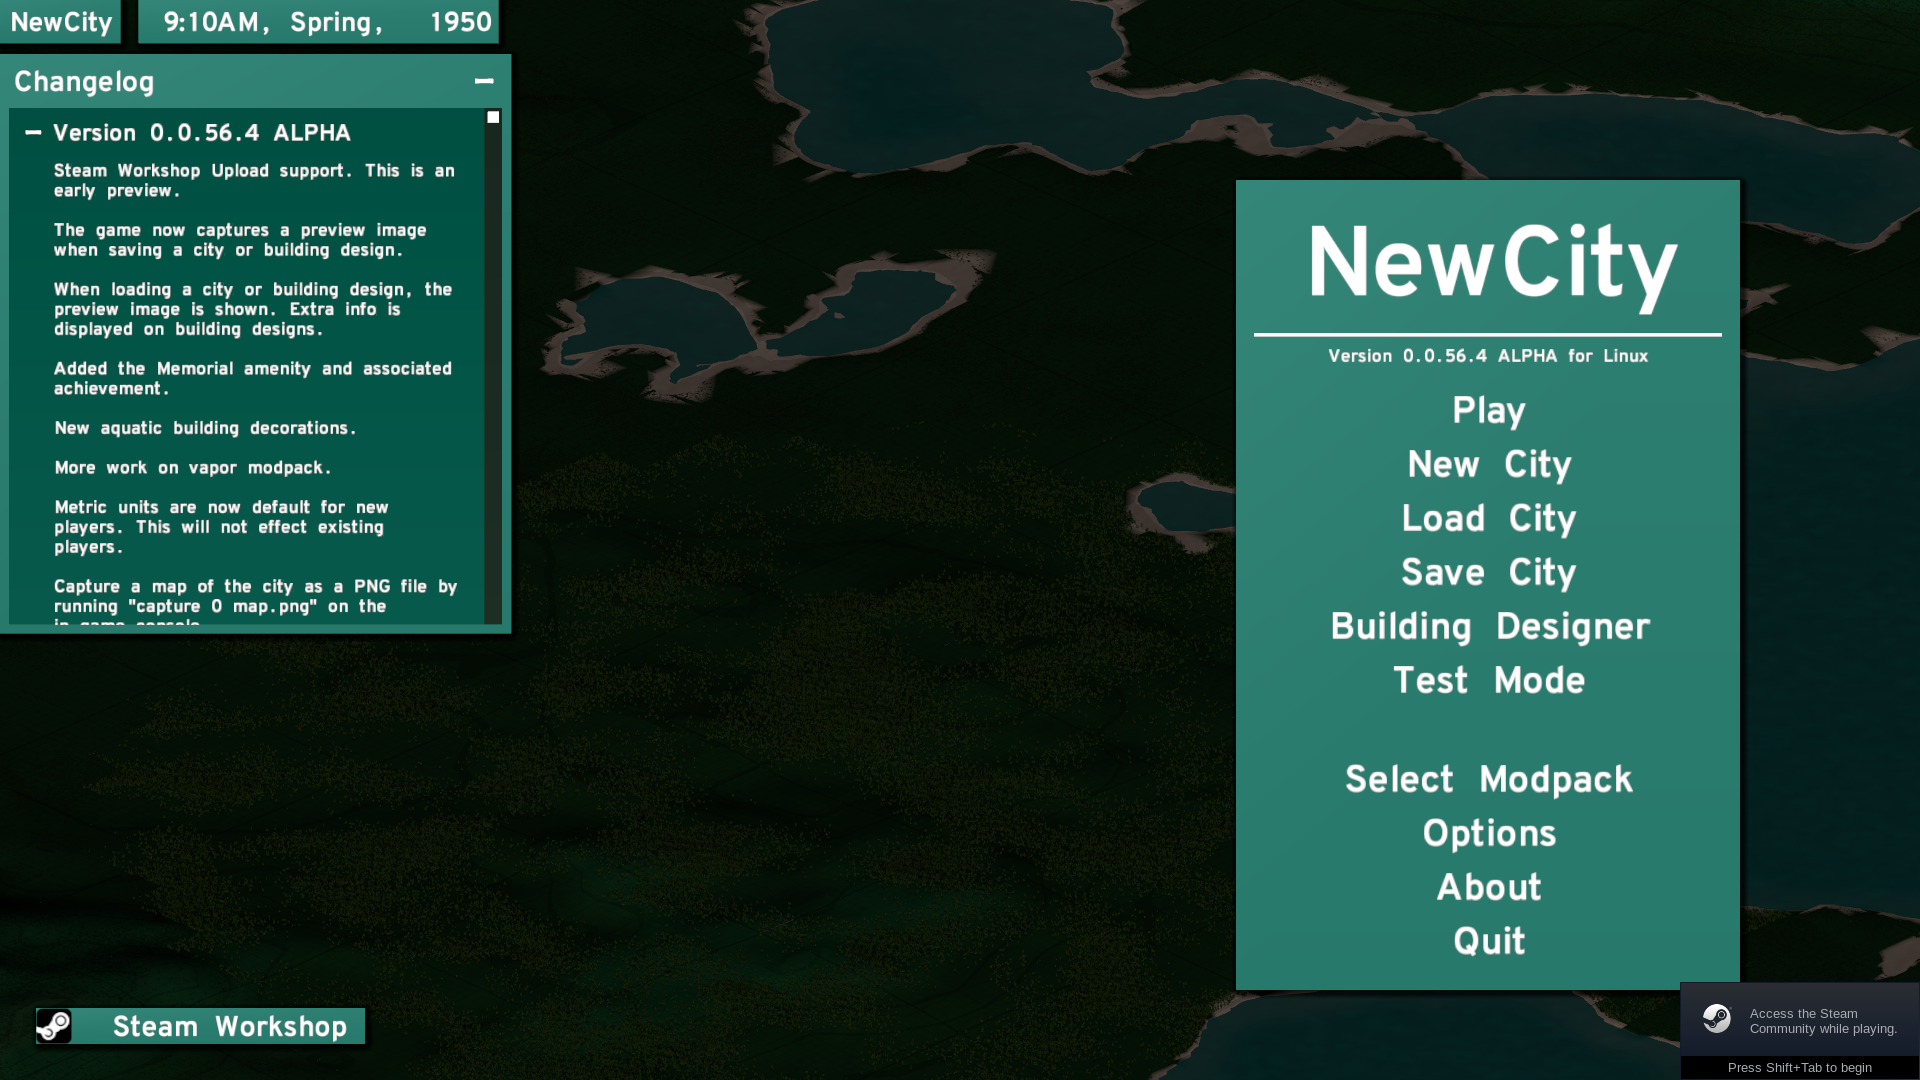 NewCity
9:10AM, Spring, 1950
Changelog
Version 0.0.56.4 ALPHA
Steam Workshop Upload support. This is an
early preview.
The game now captures a preview image
when saving a city or building design.
When loading a city or building design, the
preview image is shown. Extra info is
displayed on building designs.
Added the Memorial amenity and associated
achievement.
New aquatic building decorations.
More work on vapor modpack.
Metric units are now default for new
players. This will not effect existing
players.
Capture a map of the city as a PNG file by
running "capture 0 map.png" on the
in-game console.
Steam Workshop
NewCity
Version 0.0.56.4 ALPHA for Linux
Play
New City
Load City
Save City
Building Designer
Test Mode
Select Modpack
Options
About
Quit
Access the Steam
Community while playing.
Press Shift+Tab to begin